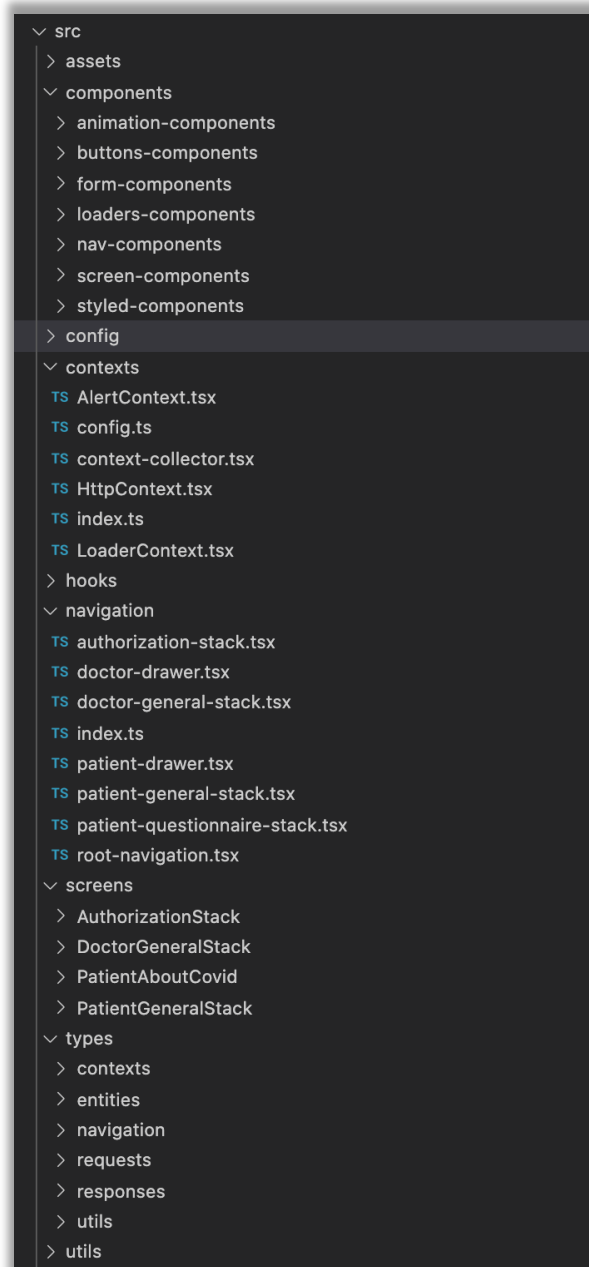 src
assets
components
animation-components
buttons-components
form-components
loaders-components
nav-components
screen-components
styled-components
config
contexts
TS AlertContext.tsx
TS config.ts
TS context-collector.tsx
TS HttpContext.tsx
TS index.ts
TS LoaderContext.tsx
hooks
navigation
TS authorization-stack.tsx
TS doctor-drawer.tsx
TS doctor-general-stack.tsx
TS index.ts
TS patient-drawer.tsx
TS patient-general-stack.tsx
TS patient-questionnaire-stack.tsx
TS root-navigation.tsx
screens
AuthorizationStack
DoctorGeneralStack
PatientAboutCovid
PatientGeneralStack
types
contexts
entities
navigation
requests
responses
utils
utils